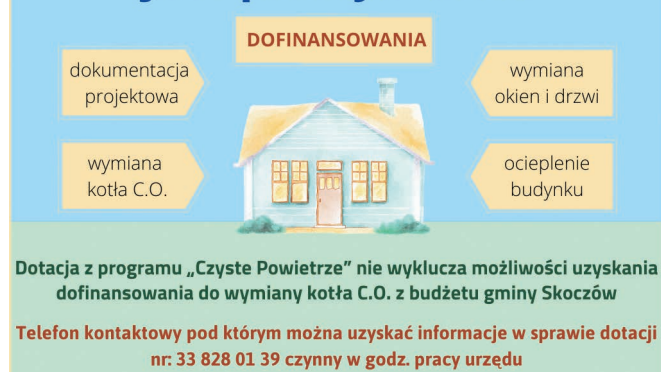 DOFINANSOWANIA
dokumentacja
projektowa
wymiana
okien i drzwi
wymiana
kotła C.O.
ocieplenie
budynku
Dotacja z programu „Czyste Powietrze” nie wyklucza możliwości uzyskania
dofinansowania do wymiany kotła C.O. z budżetu gminy Skoczów
Telefon kontaktowy pod którym można uzyskać informacje w sprawie dotacji
nr: 33 828 01 39 czynny w godz. pracy urzędu